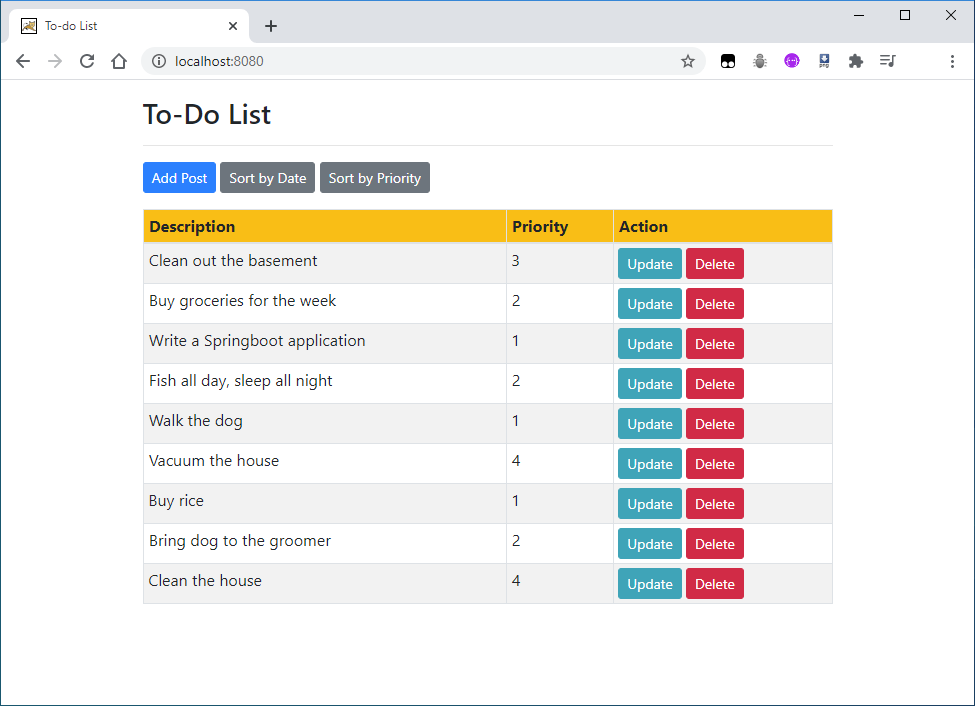 To-do List
localhost:8080
To-Do List
Add Post Sort by Date Sort by Priority
Description Priority Action
Clean out the basement 3 Update Delete
Buy groceries for the week 2 Update Delete
Write a Springboot application 1 Update Delete
Fish all day, sleep all night 2 Update Delete
Walk the dog 1 Update Delete
Vacuum the house 4 Update Delete
Buy rice 1 Update Delete
Bring dog to the groomer 2 Update Delete
Clean the house 4 Update Delete